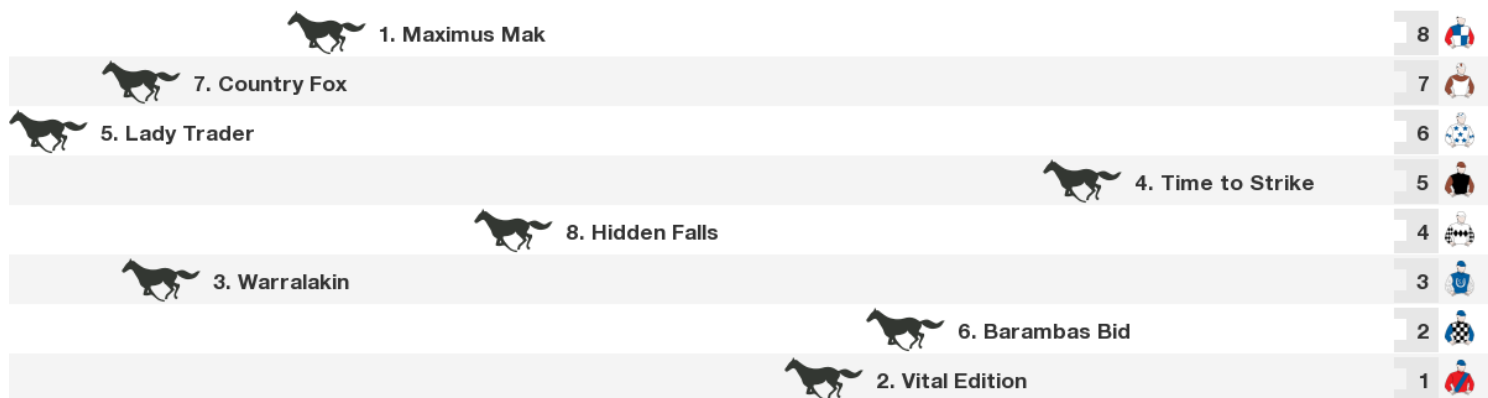 1. Maximus Mak 8
7. Country Fox 7
5. Lady Trader 6
4. Time to Strike 5
8. Hidden Falls 4
3. Warralakin 3
6. Barambas Bid 2
2. Vital Edition 1